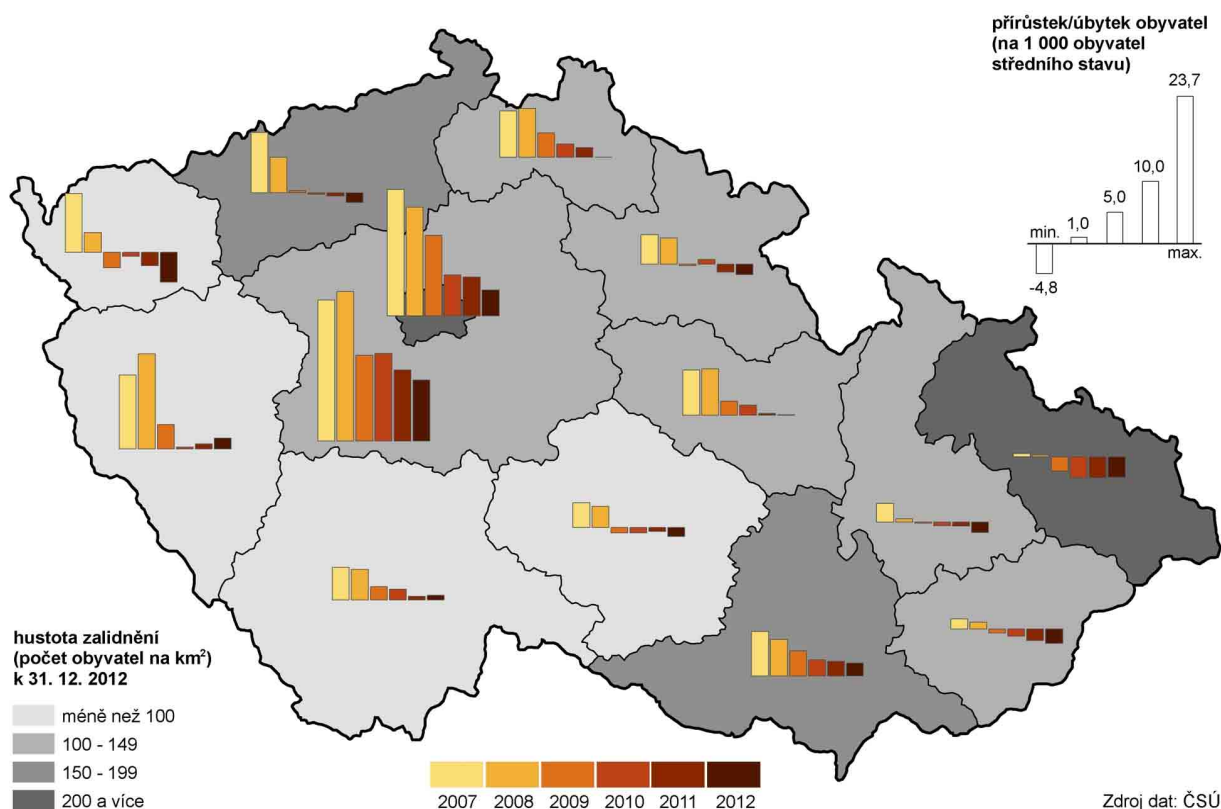 přírůstek/úbytek obyvatel
(na 1 000 obyvatel
středního stavu)
23,7
10,0
5,0
1,0
min.
max.
-4,8
hustota zalidnění
(počet obyvatel na km²)
k 31. 12. 2012
méně než 100
100 - 149
150 - 199
200 a více
2007 2008 2009 2010 2011 2012
Zdroj dat: ČSÚ